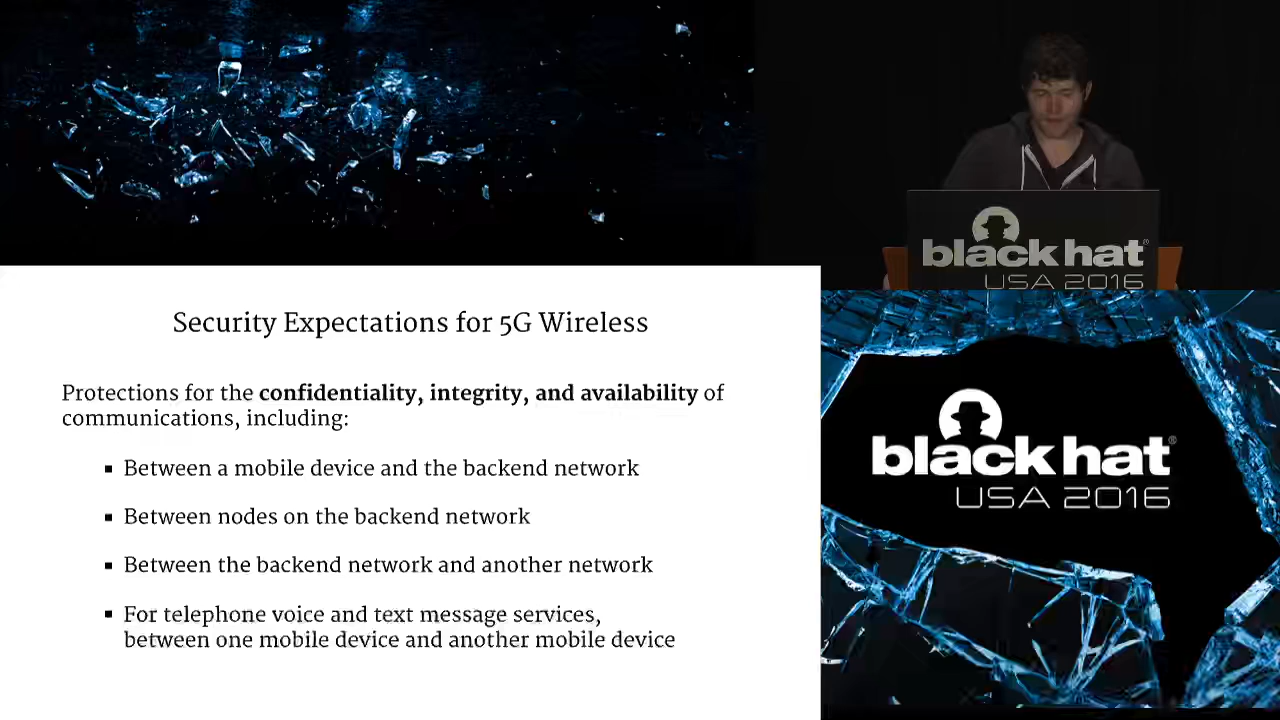 black hat®
USA 2016
Security Expectations for 5G Wireless
Protections for the confidentiality, integrity, and availability of
communications, including:
▪ Between a mobile device and the backend network
▪ Between nodes on the backend network
▪ Between the backend network and another network
▪ For telephone voice and text message services,
between one mobile device and another mobile device
black hat®
USA 2016